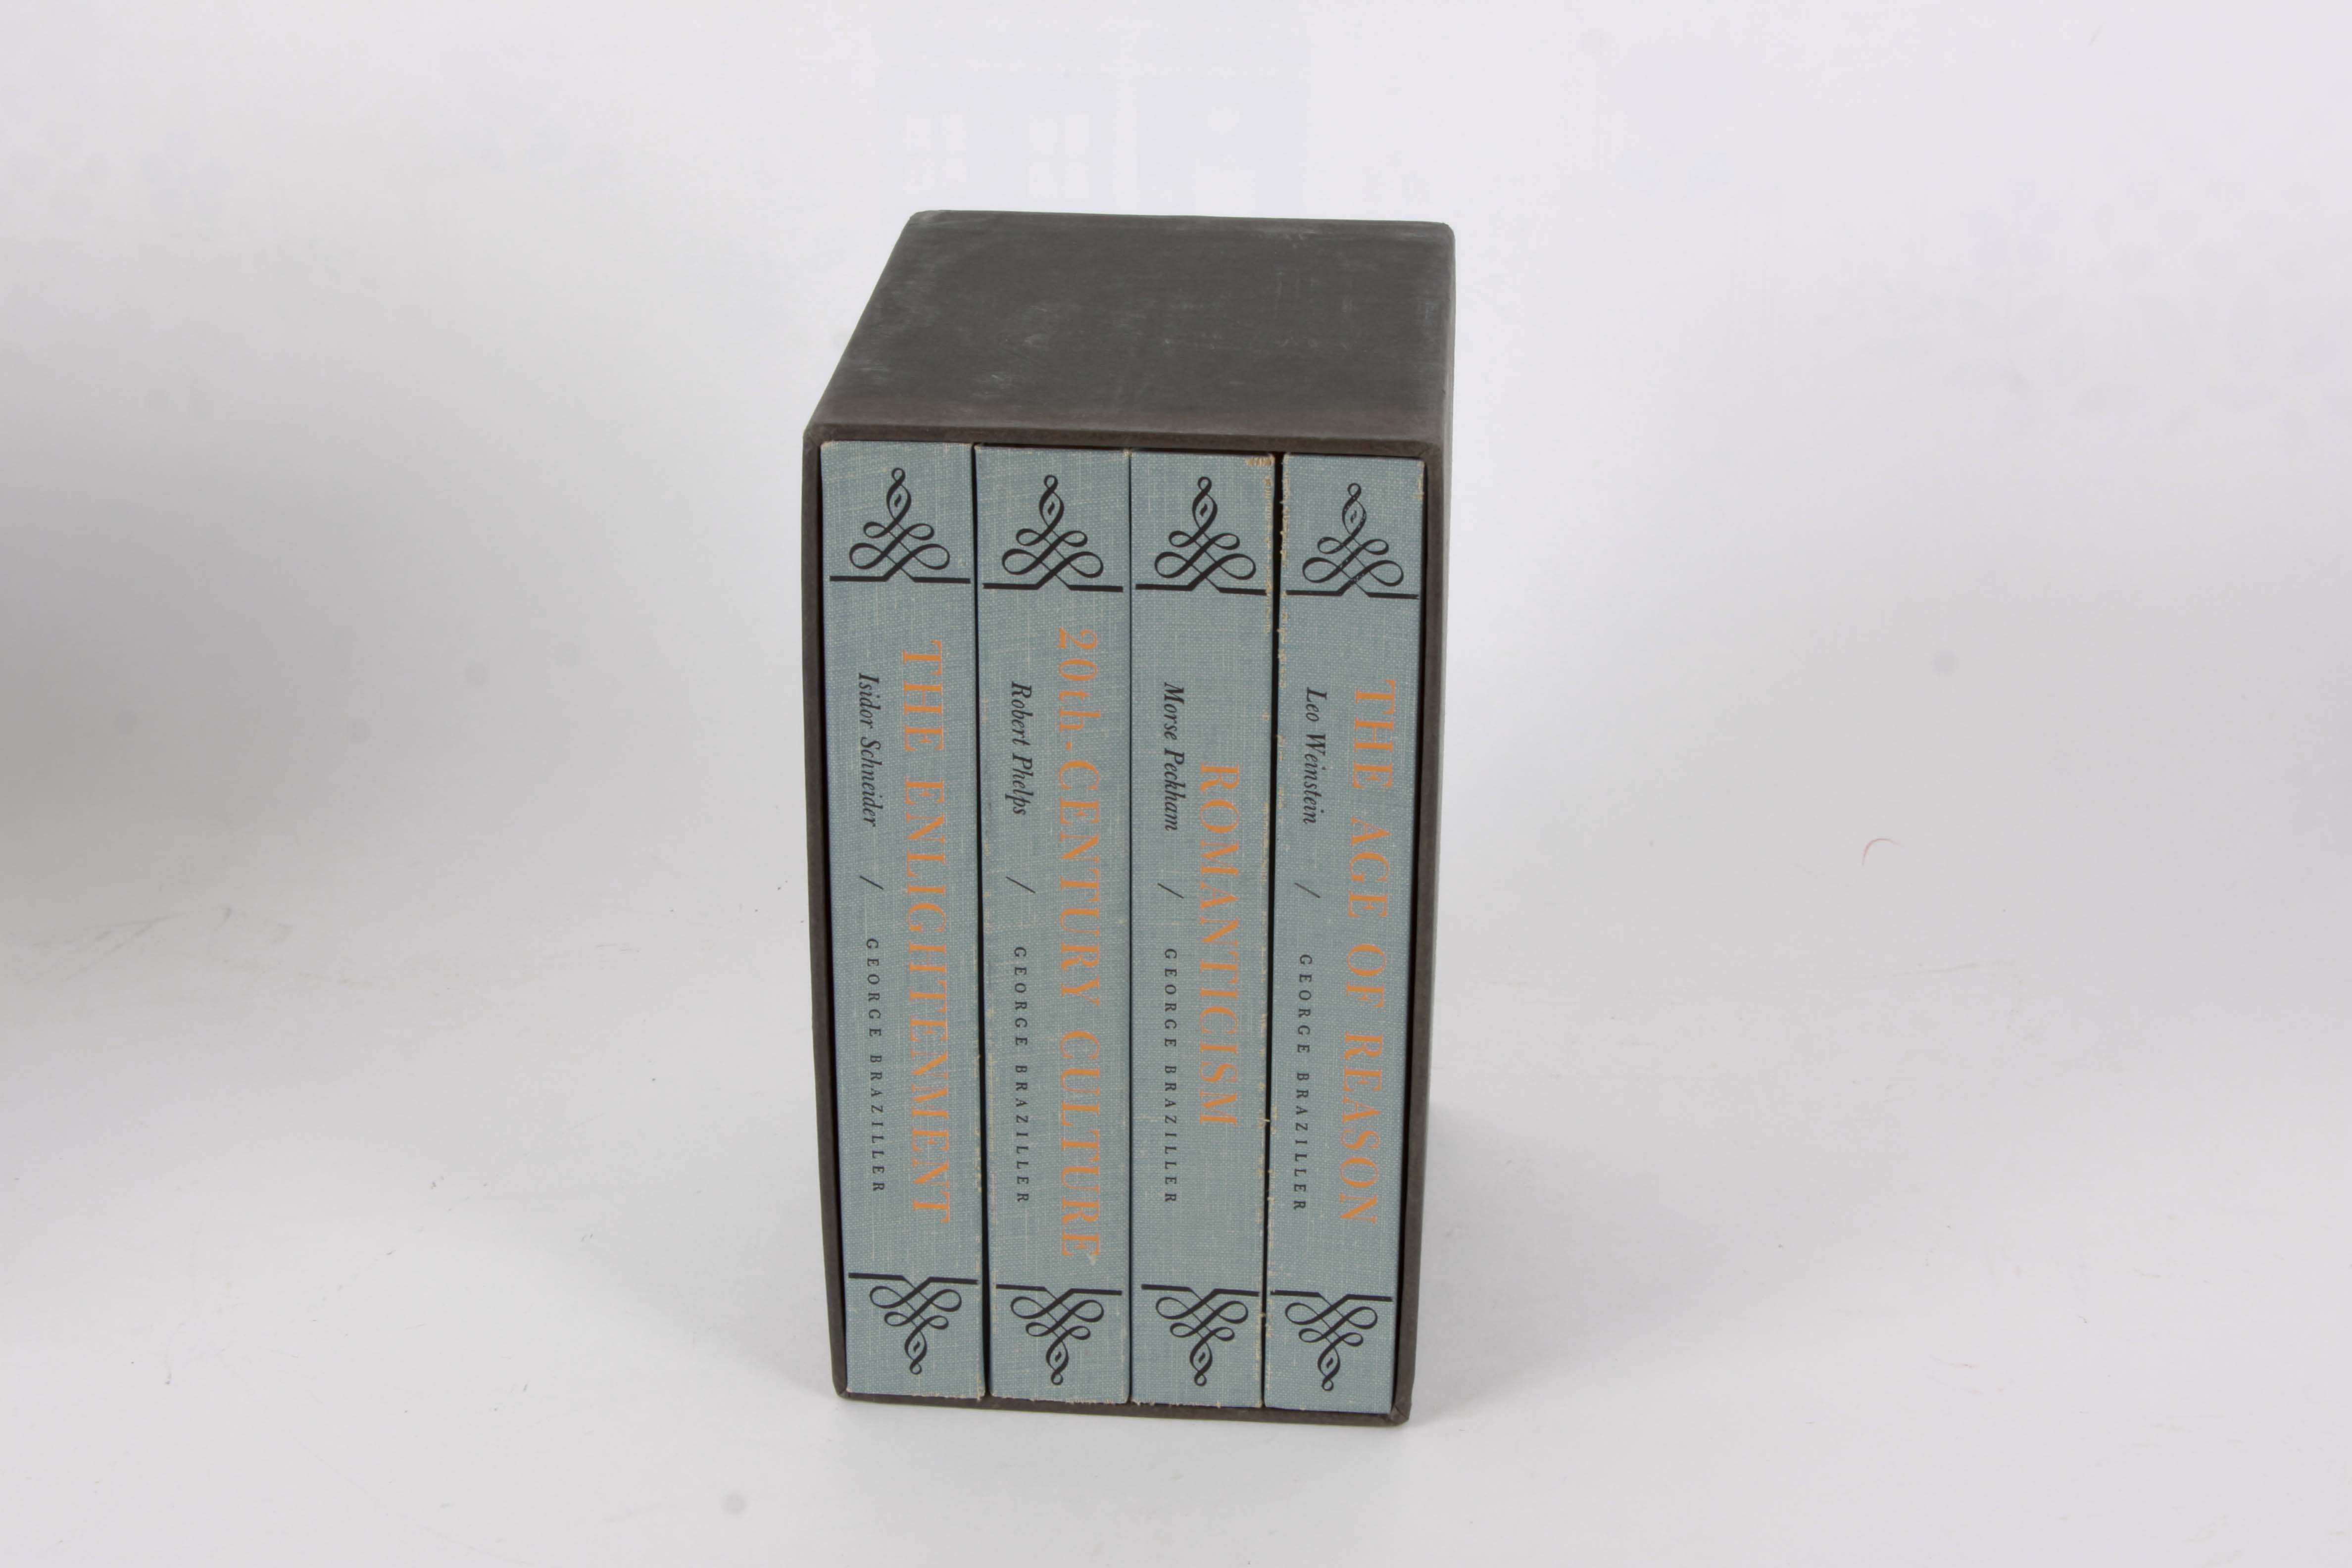 THE ENLIGHTENMENT
Isidor Schneider / GEORGE BRAZILLER
20th-CENTURY CULTURE
Robert Phelps / GEORGE BRAZILLER
ROMANTICISM
Morse Peckham / GEORGE BRAZILLER
THE AGE OF REASON
Leo Weinstein / GEORGE BRAZILLER